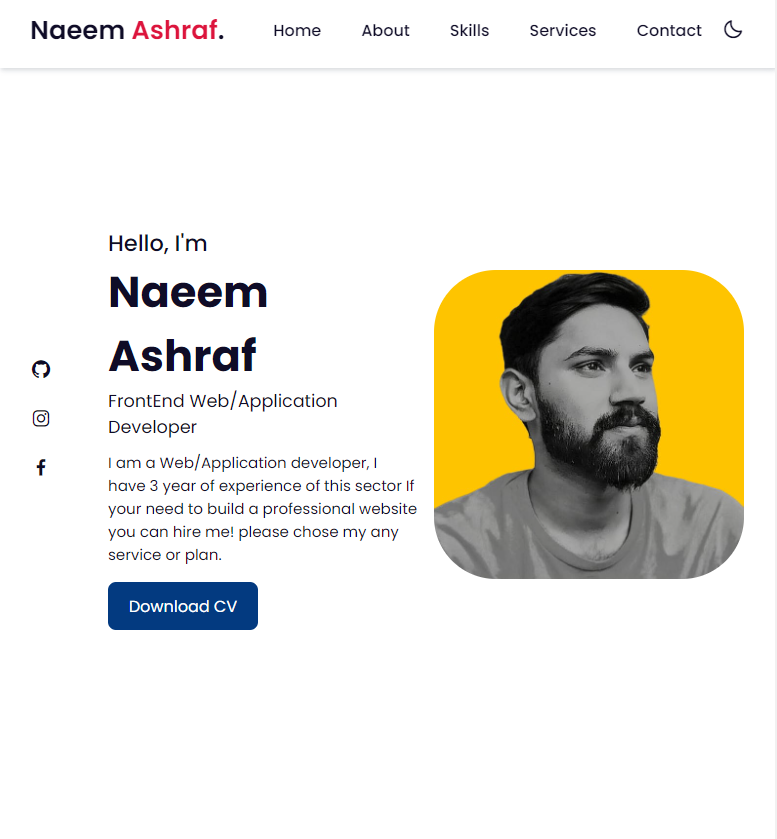 Naeem Ashraf.
Home About Skills Services Contact
Hello, I'm
Naeem
Ashraf
FrontEnd Web/Application
Developer
I am a Web/Application developer, I
have 3 year of experience of this sector If
your need to build a professional website
you can hire me! please chose my any
service or plan.
Download CV